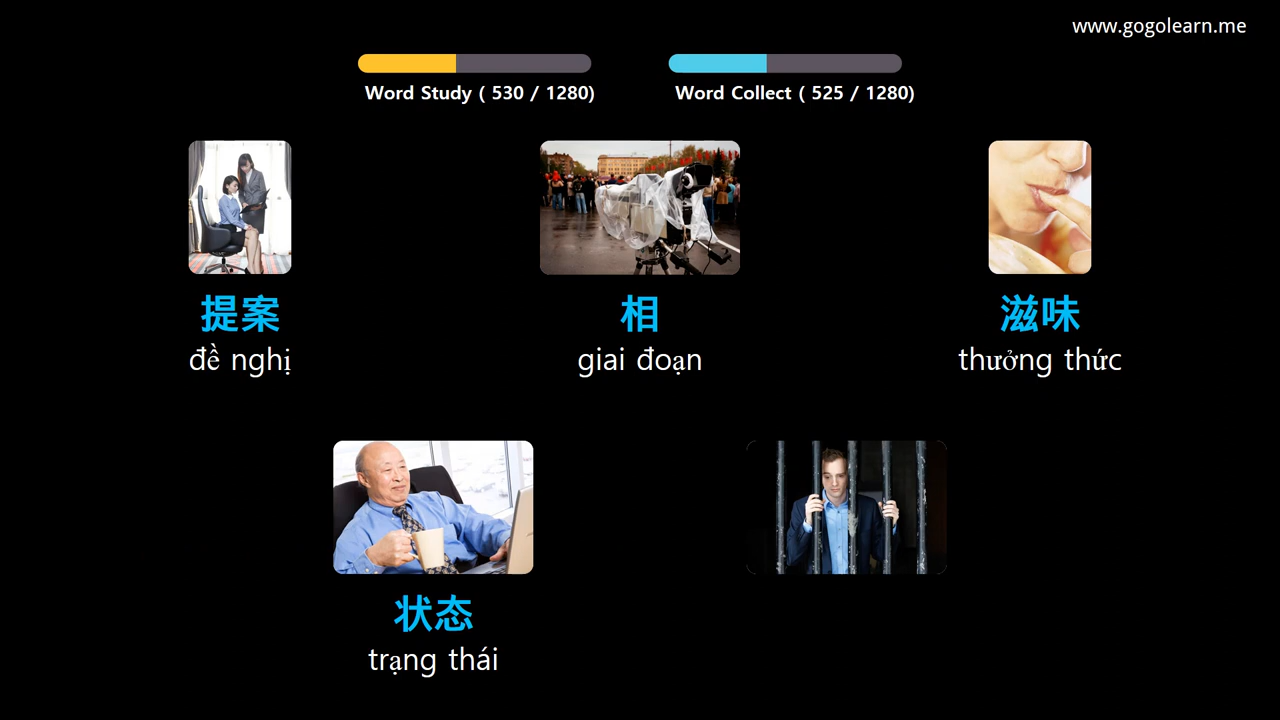 www.gogolearn.me
Word Study ( 530 / 1280)
Word Collect ( 525 / 1280)
提案
đề nghị
相
giai đoạn
滋味
thưởng thức
状态
trạng thái